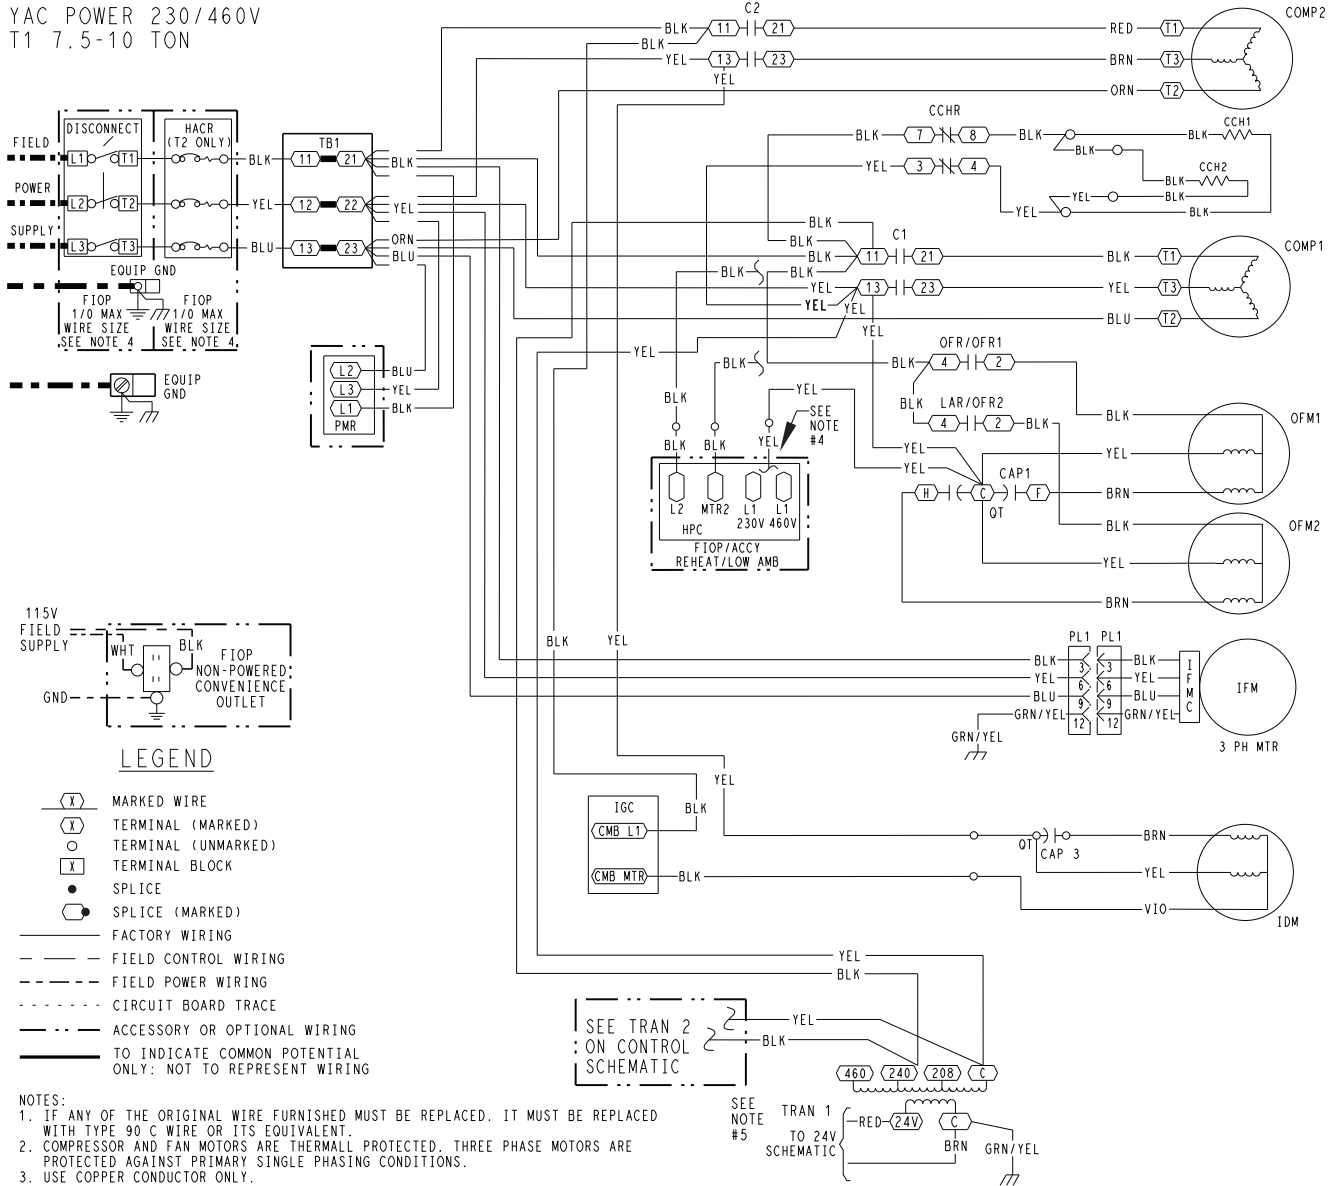 YAC POWER 230/460V
T1 7.5-10 TON
C2
BLK 11 21 RED T1 COMP2
BLK
YEL 13 23 BRN T3
YEL
ORN T2
DISCONNECT
HACR
(T2 ONLY)
FIELD
L1 T1 BLK
POWER
L2 T2 YEL
SUPPLY
L3 T3 BLU
TB1
11 21 BLK
12 22 YEL
13 23 ORN
BLU
EQUIP GND
FIOP
1/0 MAX
WIRE SIZE
SEE NOTE 4
FIOP
1/0 MAX
WIRE SIZE
SEE NOTE 4
EQUIP
GND
L2 BLU
L3 YEL
L1 BLK
PMR
CCHR
BLK 7 8 BLK BLK CCH1
BLK
YEL 3 4 BLK CCH2
YEL BLK
YEL BLK
BLK
C1
BLK
BLK 11 21 BLK T1 COMP1
BLK BLK
YEL 13 23 YEL T3
YEL YEL
BLU T2
YEL
YEL
OFR/OFR1
BLK BLK 4 2
YEL
BLK
BLK
LAR/OFR2
4 2 BLK
BLK OFM1
SEE
NOTE
#4
BLK BLK YEL
YEL
YEL
YEL
CAP1
H C F BRN
QT
L2 MTR2 L1 L1
230V 460V
HPC
FIOP/ACCY
REHEAT/LOW AMB
BLK OFM2
YEL
BRN
115V
FIELD
SUPPLY
WHT BLK
FIOP
NON-POWERED
CONVENIENCE
OUTLET
GND
BLK YEL
PL1 PL1
BLK 3 3 BLK
YEL 6 6 YEL
BLU 9 9 BLU
GRN/YEL 12 12 GRN/YEL
GRN/YEL
IFMC
IFM
3 PH MTR
YEL
IGC
BLK
CMB L1
CMB MTR BLK
QT
CAP 3
BRN
YEL
VIO
IDM
YEL
BLK
SEE TRAN 2
ON CONTROL
SCHEMATIC
YEL
BLK
460 240 208 C
SEE
NOTE
#5
TRAN 1
RED 24V C
TO 24V
SCHEMATIC
BRN GRN/YEL
LEGEND
X MARKED WIRE
X TERMINAL (MARKED)
TERMINAL (UNMARKED)
X TERMINAL BLOCK
SPLICE
SPLICE (MARKED)
FACTORY WIRING
FIELD CONTROL WIRING
FIELD POWER WIRING
CIRCUIT BOARD TRACE
ACCESSORY OR OPTIONAL WIRING
TO INDICATE COMMON POTENTIAL
ONLY: NOT TO REPRESENT WIRING
NOTES:
1. IF ANY OF THE ORIGINAL WIRE FURNISHED MUST BE REPLACED. IT MUST BE REPLACED
WITH TYPE 90 C WIRE OR ITS EQUIVALENT.
2. COMPRESSOR AND FAN MOTORS ARE THERMALL PROTECTED. THREE PHASE MOTORS ARE
PROTECTED AGAINST PRIMARY SINGLE PHASING CONDITIONS.
3. USE COPPER CONDUCTOR ONLY.